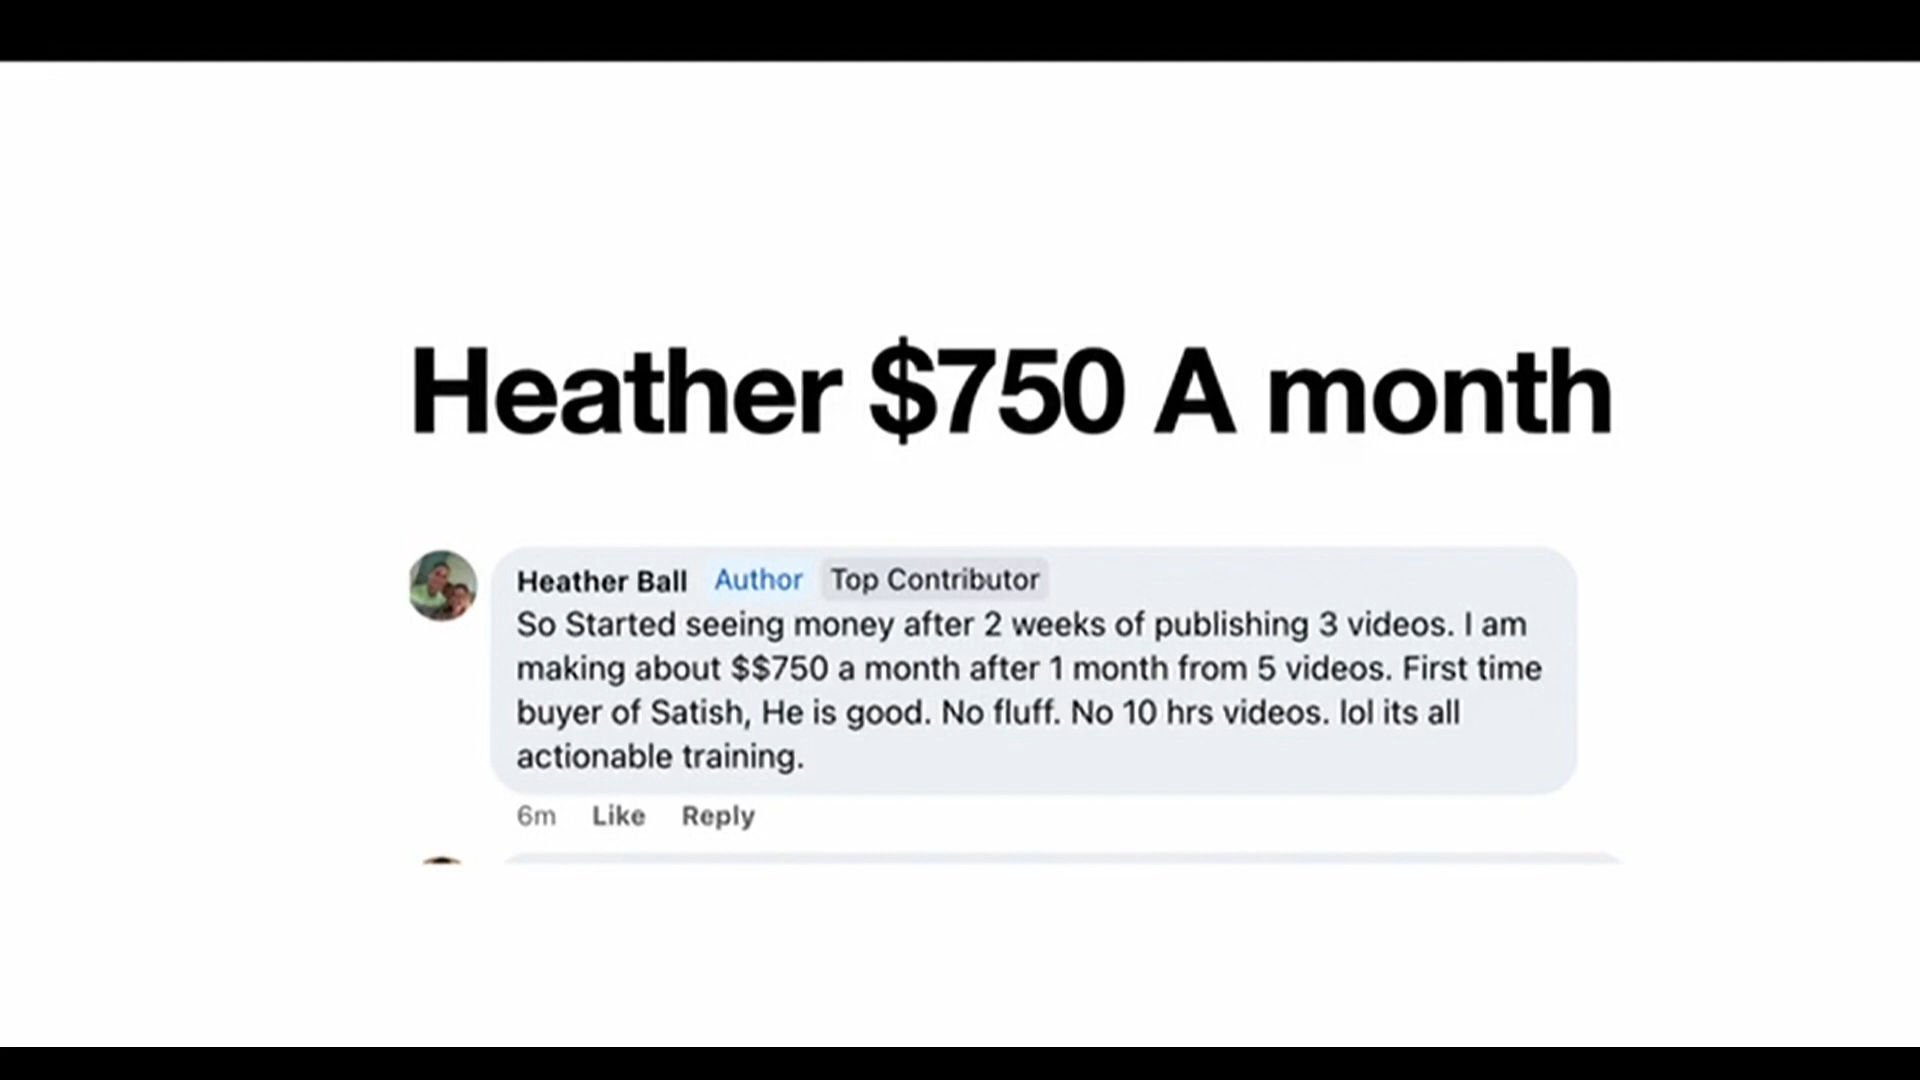 Heather $750 A month
Heather Ball Author Top Contributor
So Started seeing money after 2 weeks of publishing 3 videos. I am
making about $$750 a month after 1 month from 5 videos. First time
buyer of Satish, He is good. No fluff. No 10 hrs videos. lol its all
actionable training.
6m Like Reply